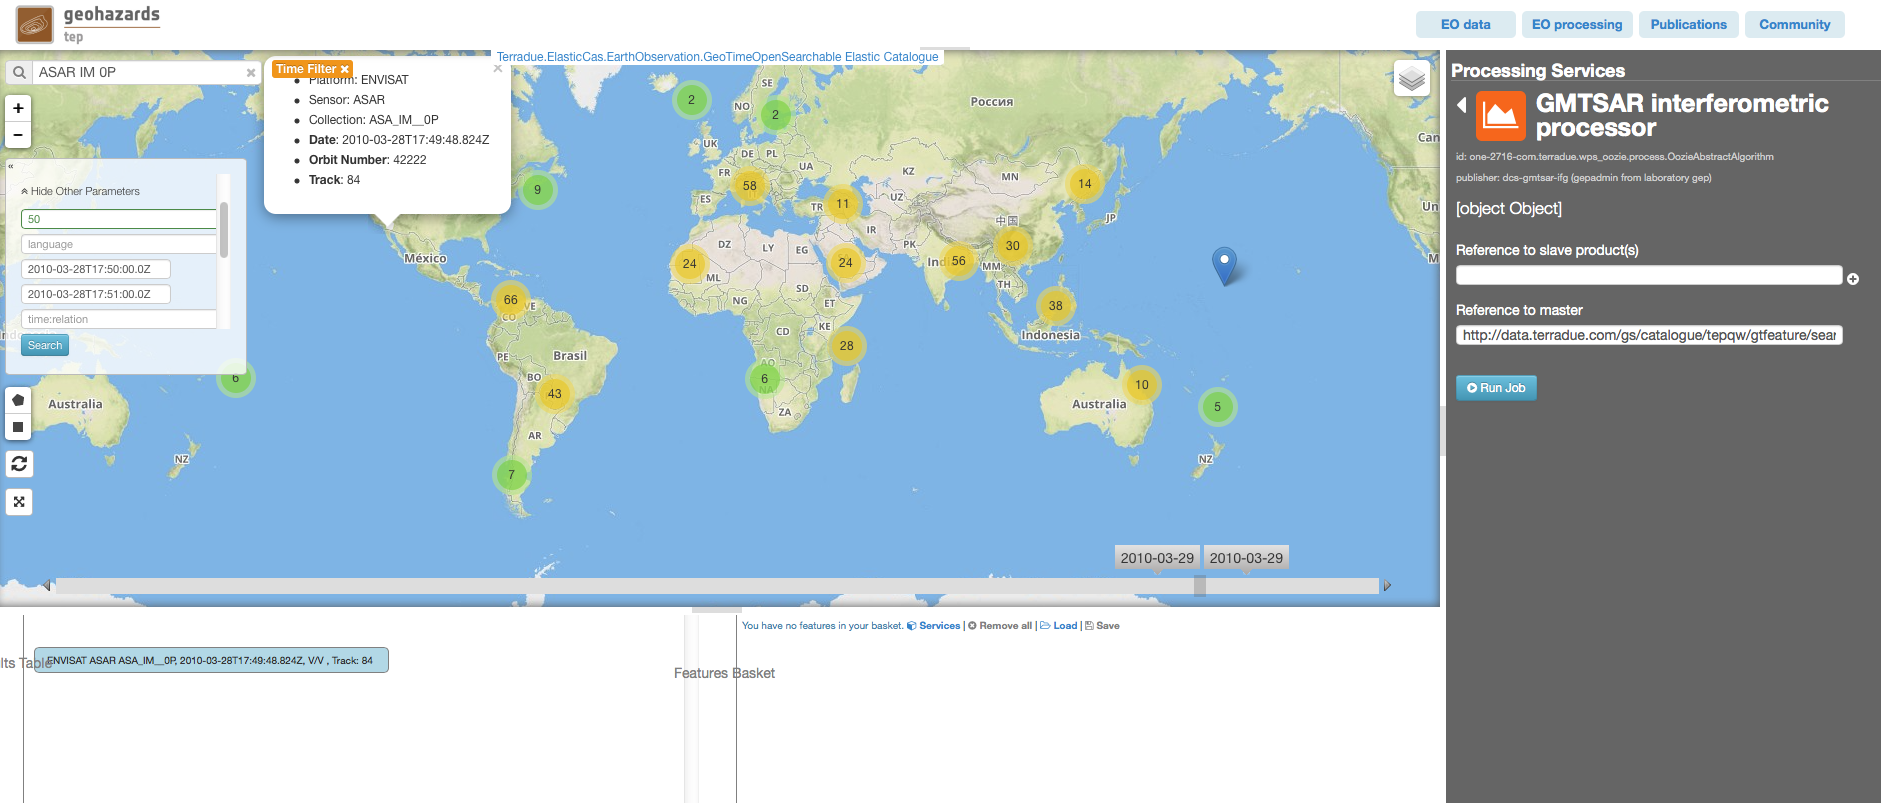 geohazards
tep
EO data
EO processing
Publications
Community
ASAR IM 0P
Time Filter ✖
Terradue.ElasticCas.EarthObservation.GeoTimeOpenSearchable Elastic Catalogue
Platform: ENVISAT
Sensor: ASAR
Collection: ASA_IM__0P
Date: 2010-03-28T17:49:48.824Z
Orbit Number: 42222
Track: 84
+
−
«
Hide Other Parameters
50
language
2010-03-28T17:50:00.0Z
2010-03-28T17:51:00.0Z
time:relation
Search
2
2
9
58
11
14
24
24
56
30
66
38
28
6
6
43
10
5
7
SE
NO
Россия
UK
DE
PL
FR
UA
KZ
MN
ES
TR
UZ
中国
JP
IR
PK
DZ
LY
EG
México
ML
Ind
MM
NG
SD
TH
ET
VE
CO
CD
KE
Indonesia
PE
Brasil
BO
AO
NA
ZA
Australia
Australia
AR
NZ
NZ
Can
Un
M
2010-03-29
2010-03-29
Processing Services
GMTSAR interferometric
processor
id: one-2716-com.terradue.wps_oozie.process.OozieAbstractAlgorithm
publisher: dcs-gmtsar-ifg (gepadmin from laboratory gep)
[object Object]
Reference to slave product(s)
Reference to master
http://data.terradue.com/gs/catalogue/tepqw/gtfeature/sear
Run Job
lts Table
ENVISAT ASAR ASA_IM__0P, 2010-03-28T17:49:48.824Z, V/V , Track: 84
You have no features in your basket. Services | Remove all | Load | Save
Features Basket